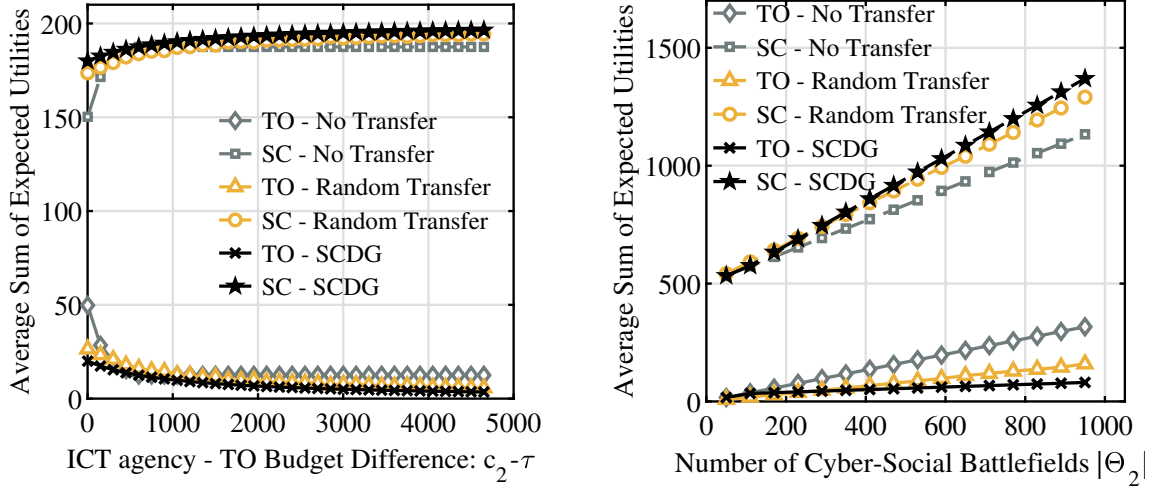 Average Sum of Expected Utilities
200
150
100
50
0
TO - No Transfer
SC - No Transfer
TO - Random Transfer
SC - Random Transfer
TO - SCDG
SC - SCDG
0 1000 2000 3000 4000 5000
ICT agency - TO Budget Difference: c₂-τ
Average Sum of Expected Utilities
1500
1000
500
0
TO - No Transfer
SC - No Transfer
TO - Random Transfer
SC - Random Transfer
TO - SCDG
SC - SCDG
0 200 400 600 800 1000
Number of Cyber-Social Battlefields |Θ₂|